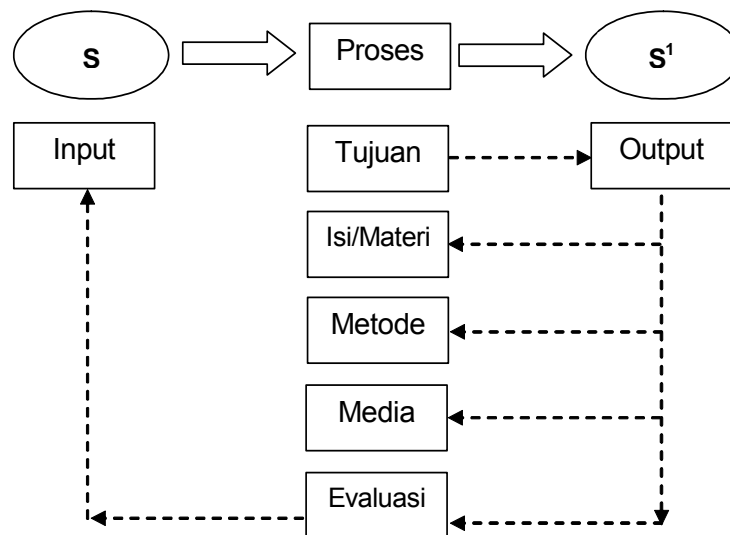 S
Proses
S¹
Input
Tujuan
Output
Isi/Materi
Metode
Media
Evaluasi